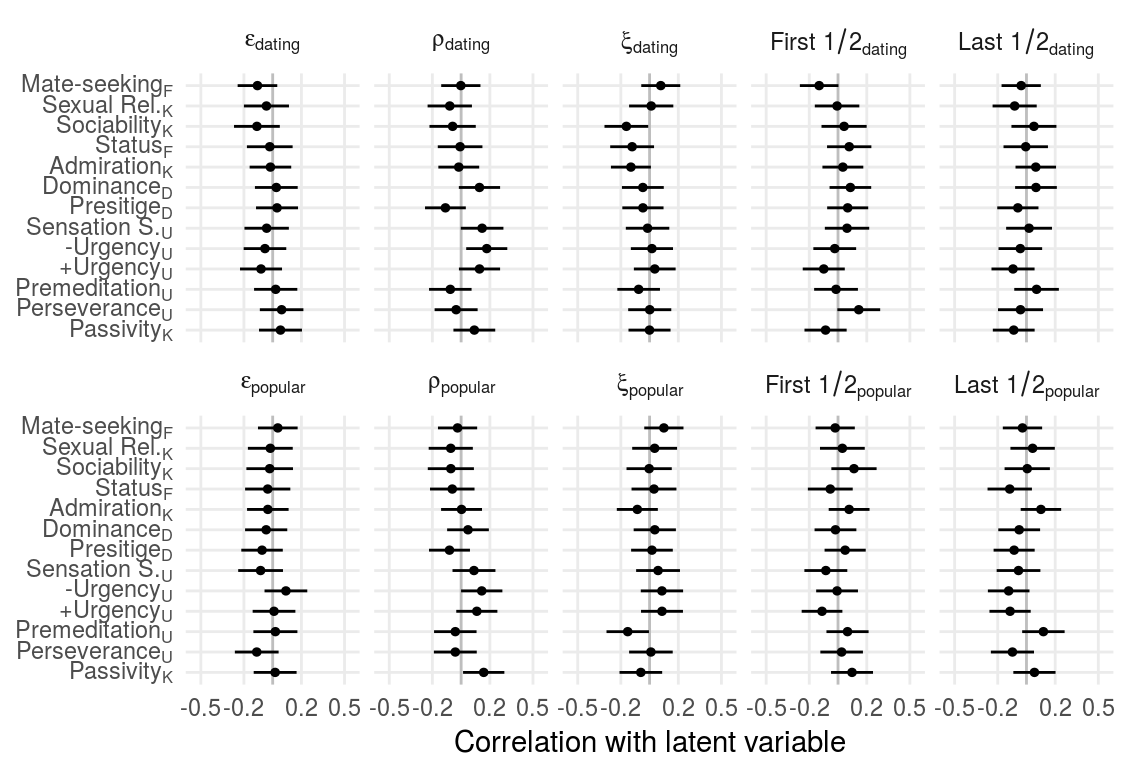 εdating ρdating ξdating First 1/2dating Last 1/2dating
Mate-seekingF
Sexual Rel.K
SociabilityK
StatusF
AdmirationK
DominanceD
PresitigeD
Sensation S.U
-UrgencyU
+UrgencyU
PremeditationU
PerseveranceU
PassivityK
εpopular ρpopular ξpopular First 1/2popular Last 1/2popular
Mate-seekingF
Sexual Rel.K
SociabilityK
StatusF
AdmirationK
DominanceD
PresitigeD
Sensation S.U
-UrgencyU
+UrgencyU
PremeditationU
PerseveranceU
PassivityK
-0.5 -0.2 0.2 0.5 -0.5 -0.2 0.2 0.5 -0.5 -0.2 0.2 0.5 -0.5 -0.2 0.2 0.5 -0.5 -0.2 0.2 0.5
Correlation with latent variable